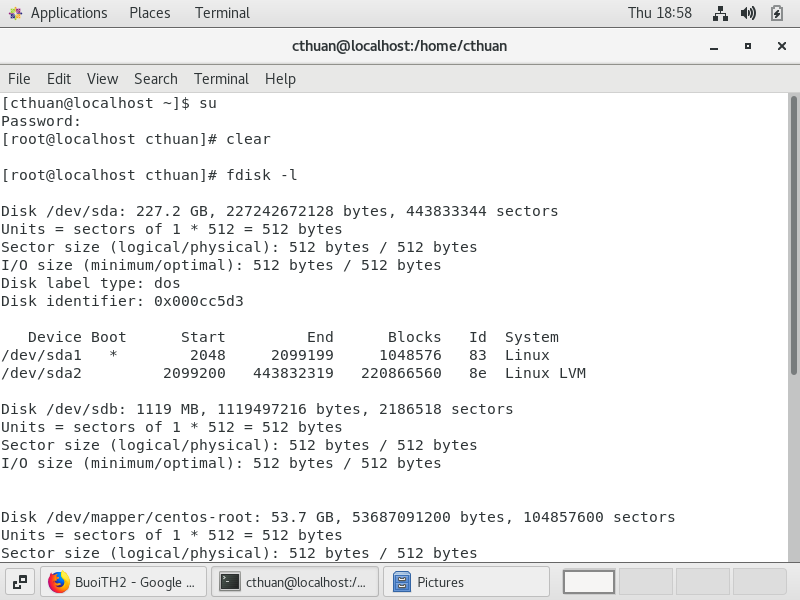 Applications Places Terminal Thu 18:58
cthuan@localhost:/home/cthuan
File Edit View Search Terminal Help
[cthuan@localhost ~]$ su
Password:
[root@localhost cthuan]# clear
[root@localhost cthuan]# fdisk -l
Disk /dev/sda: 227.2 GB, 227242672128 bytes, 443833344 sectors
Units = sectors of 1 * 512 = 512 bytes
Sector size (logical/physical): 512 bytes / 512 bytes
I/O size (minimum/optimal): 512 bytes / 512 bytes
Disk label type: dos
Disk identifier: 0x000cc5d3
   Device Boot      Start         End      Blocks   Id  System
/dev/sda1   *        2048     2099199     1048576   83  Linux
/dev/sda2         2099200   443832319   220866560   8e  Linux LVM
Disk /dev/sdb: 1119 MB, 1119497216 bytes, 2186518 sectors
Units = sectors of 1 * 512 = 512 bytes
Sector size (logical/physical): 512 bytes / 512 bytes
I/O size (minimum/optimal): 512 bytes / 512 bytes
Disk /dev/mapper/centos-root: 53.7 GB, 53687091200 bytes, 104857600 sectors
Units = sectors of 1 * 512 = 512 bytes
Sector size (logical/physical): 512 bytes / 512 bytes
BuoiTH2 - Google ... cthuan@localhost:/... Pictures